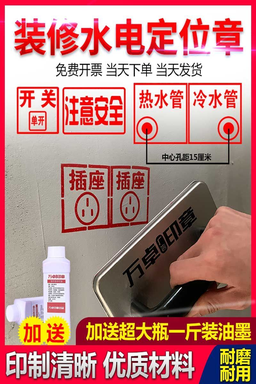 装修水电定位章
免费开票 当天下单 当天发货
开关
单开
注意安全
热水管 冷水管
中心孔距15厘米
插座 插座
万卓印章
加送
加送超大瓶一斤装油墨
印制清晰 优质材料
耐磨
耐用